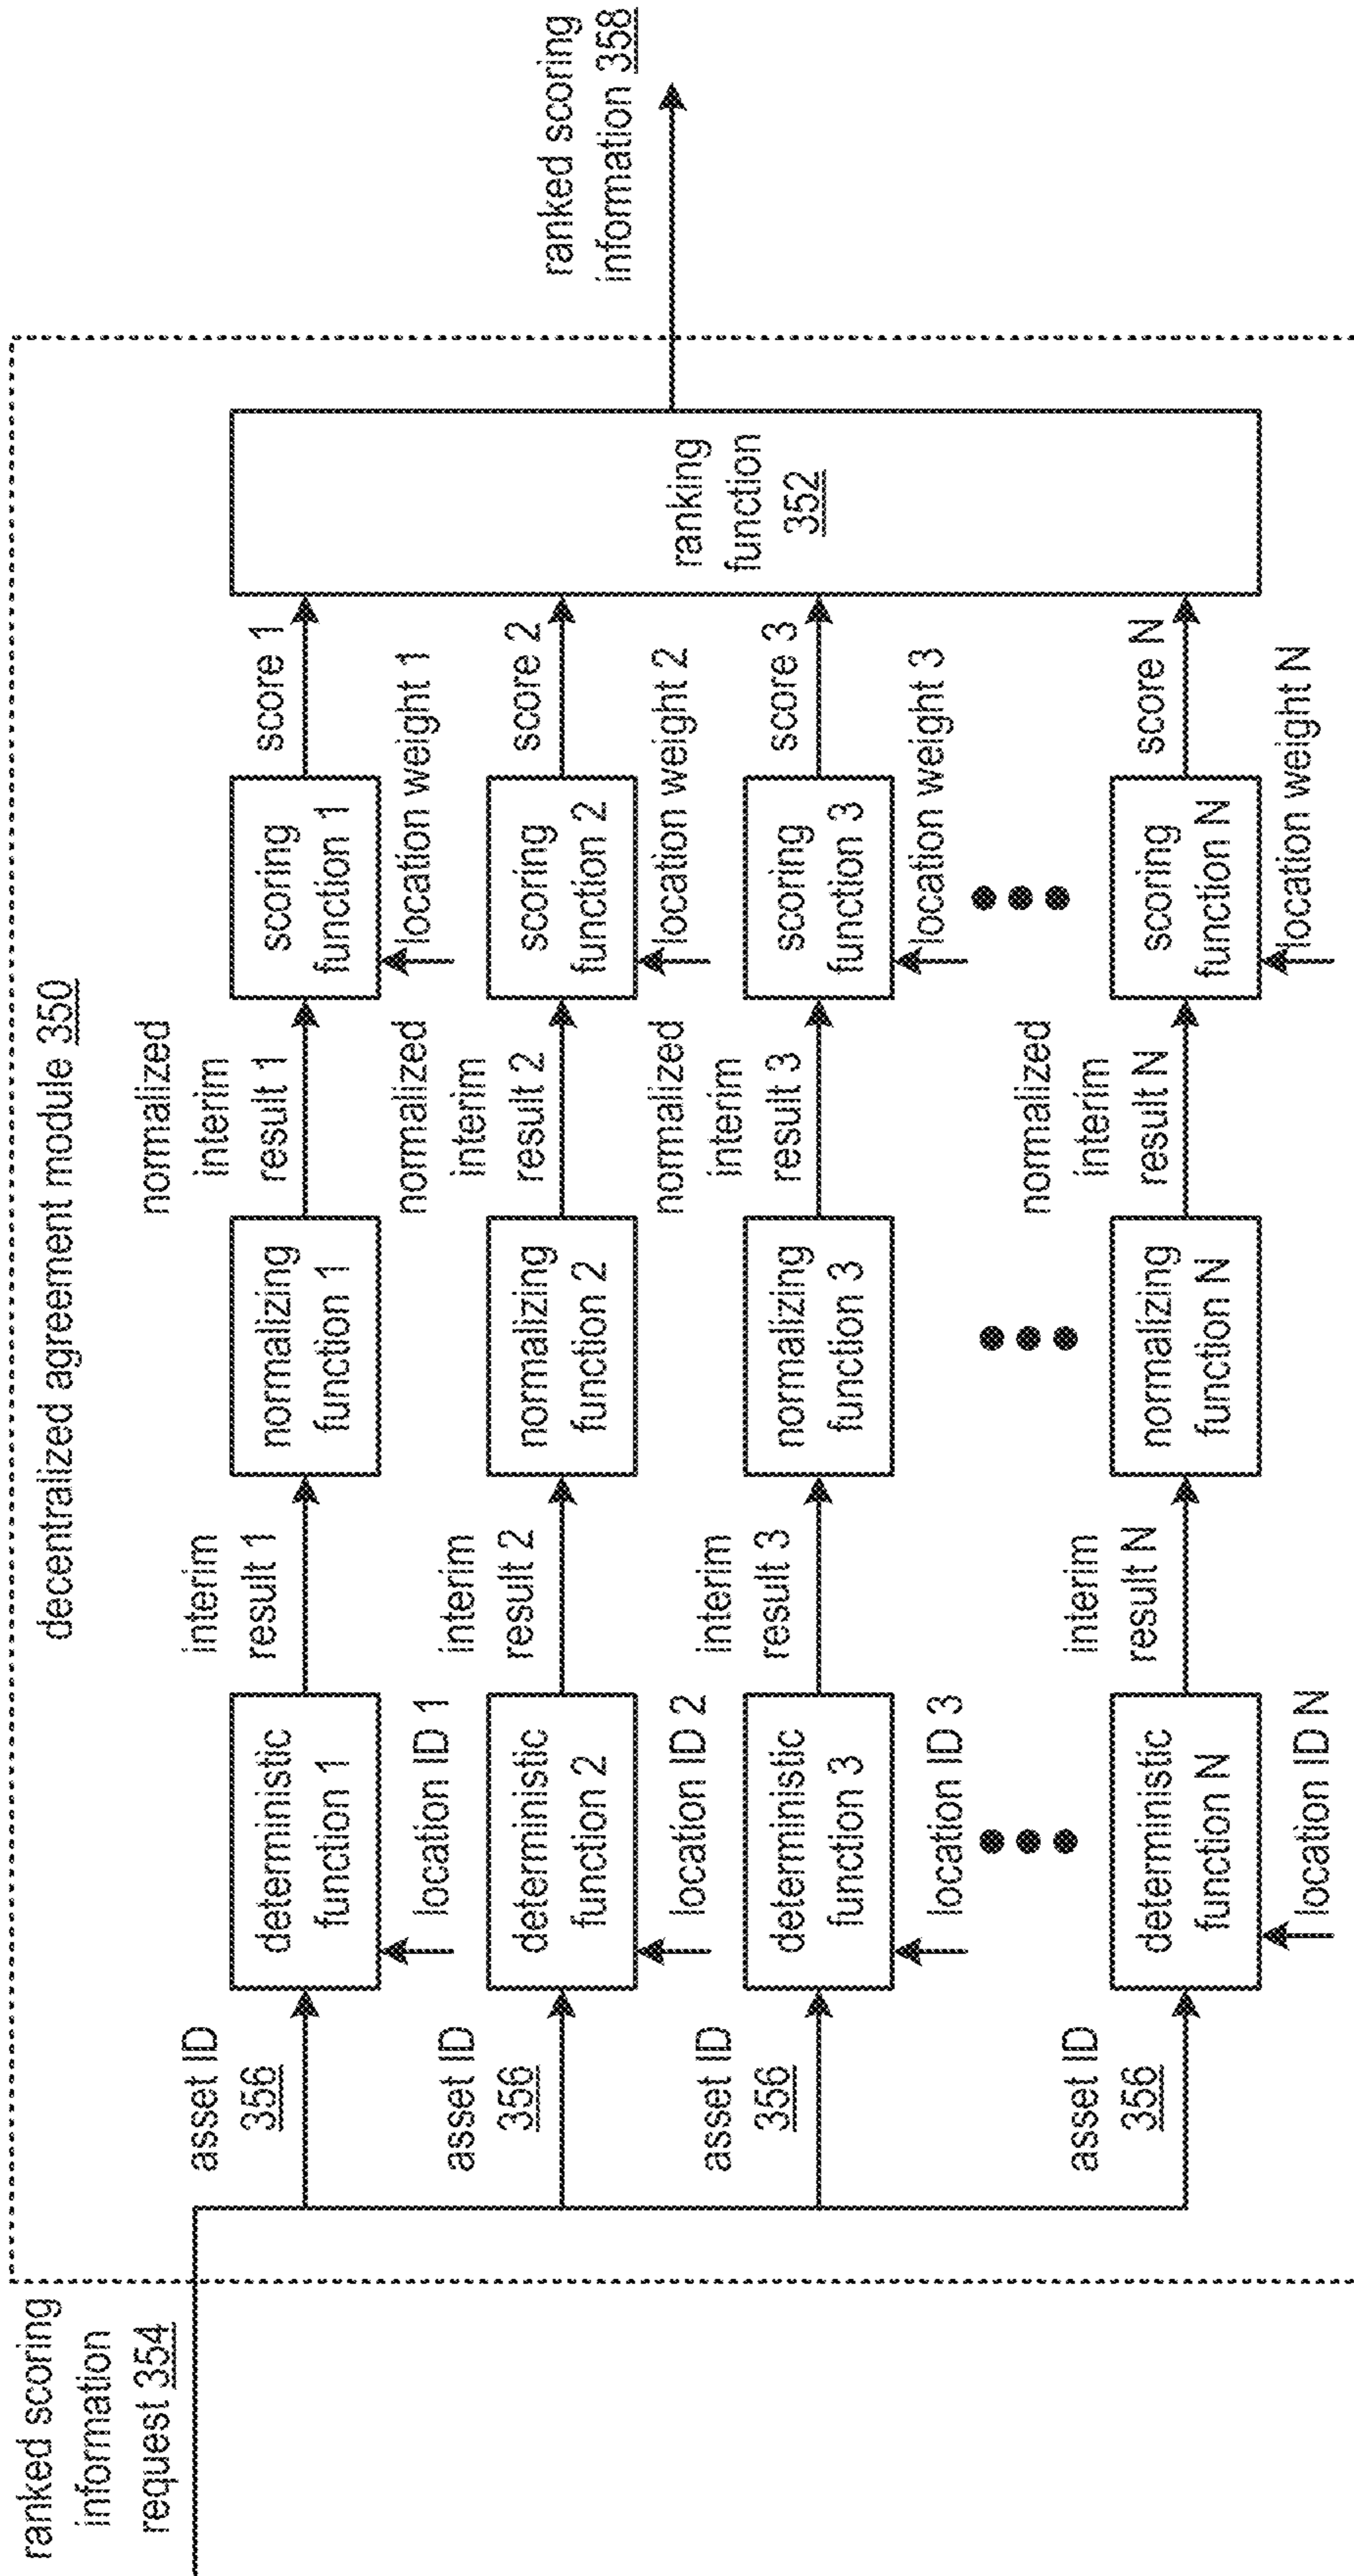 ranked scoring
information
request 354
decentralized agreement module 350
asset ID
356
deterministic
function 1
location ID 1
interim
result 1
normalizing
function 1
normalized
interim
result 1
scoring
function 1
location weight 1
score 1
asset ID
356
deterministic
function 2
location ID 2
interim
result 2
normalizing
function 2
normalized
interim
result 2
scoring
function 2
location weight 2
score 2
asset ID
356
deterministic
function 3
location ID 3
interim
result 3
normalizing
function 3
normalized
interim
result 3
scoring
function 3
location weight 3
score 3
asset ID
356
deterministic
function N
location ID N
interim
result N
normalizing
function N
normalized
interim
result N
scoring
function N
location weight N
score N
ranking
function
352
ranked scoring
information 358